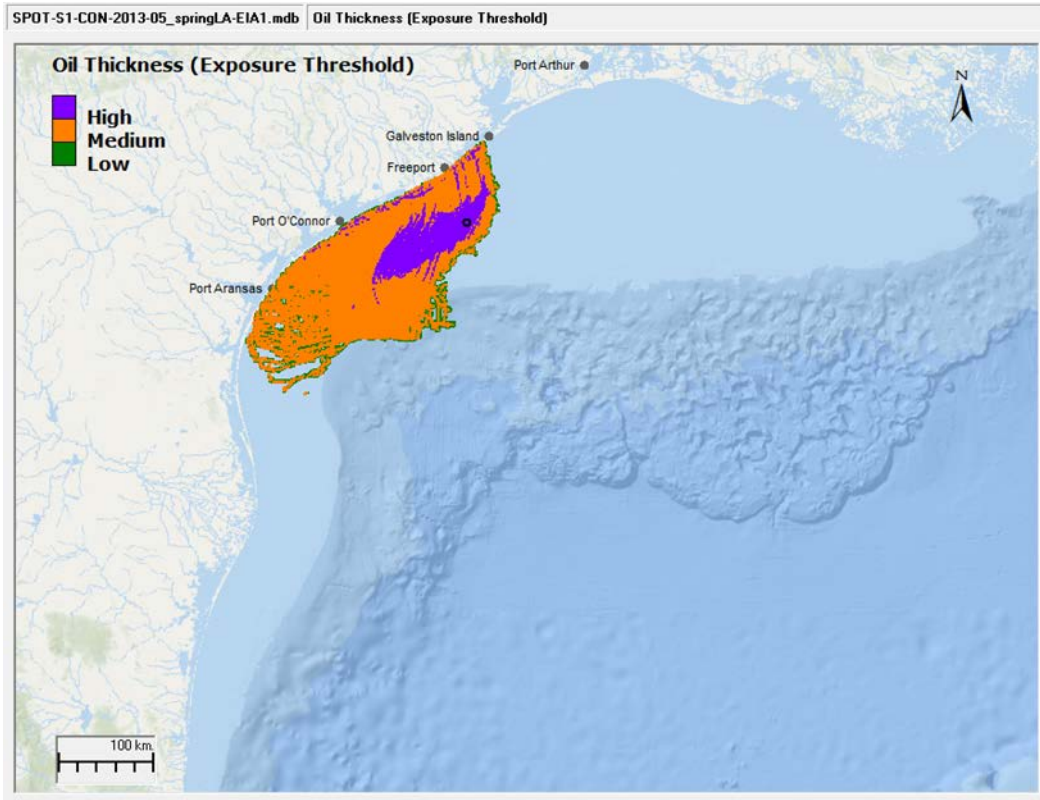 SPOT-S1-CON-2013-05_springLA-EIA1.mdb Oil Thickness (Exposure Threshold)
Oil Thickness (Exposure Threshold)
High
Medium
Low
Port Arthur
N
Galveston Island
Freeport
Port O'Connor
Port Aransas
100 km.